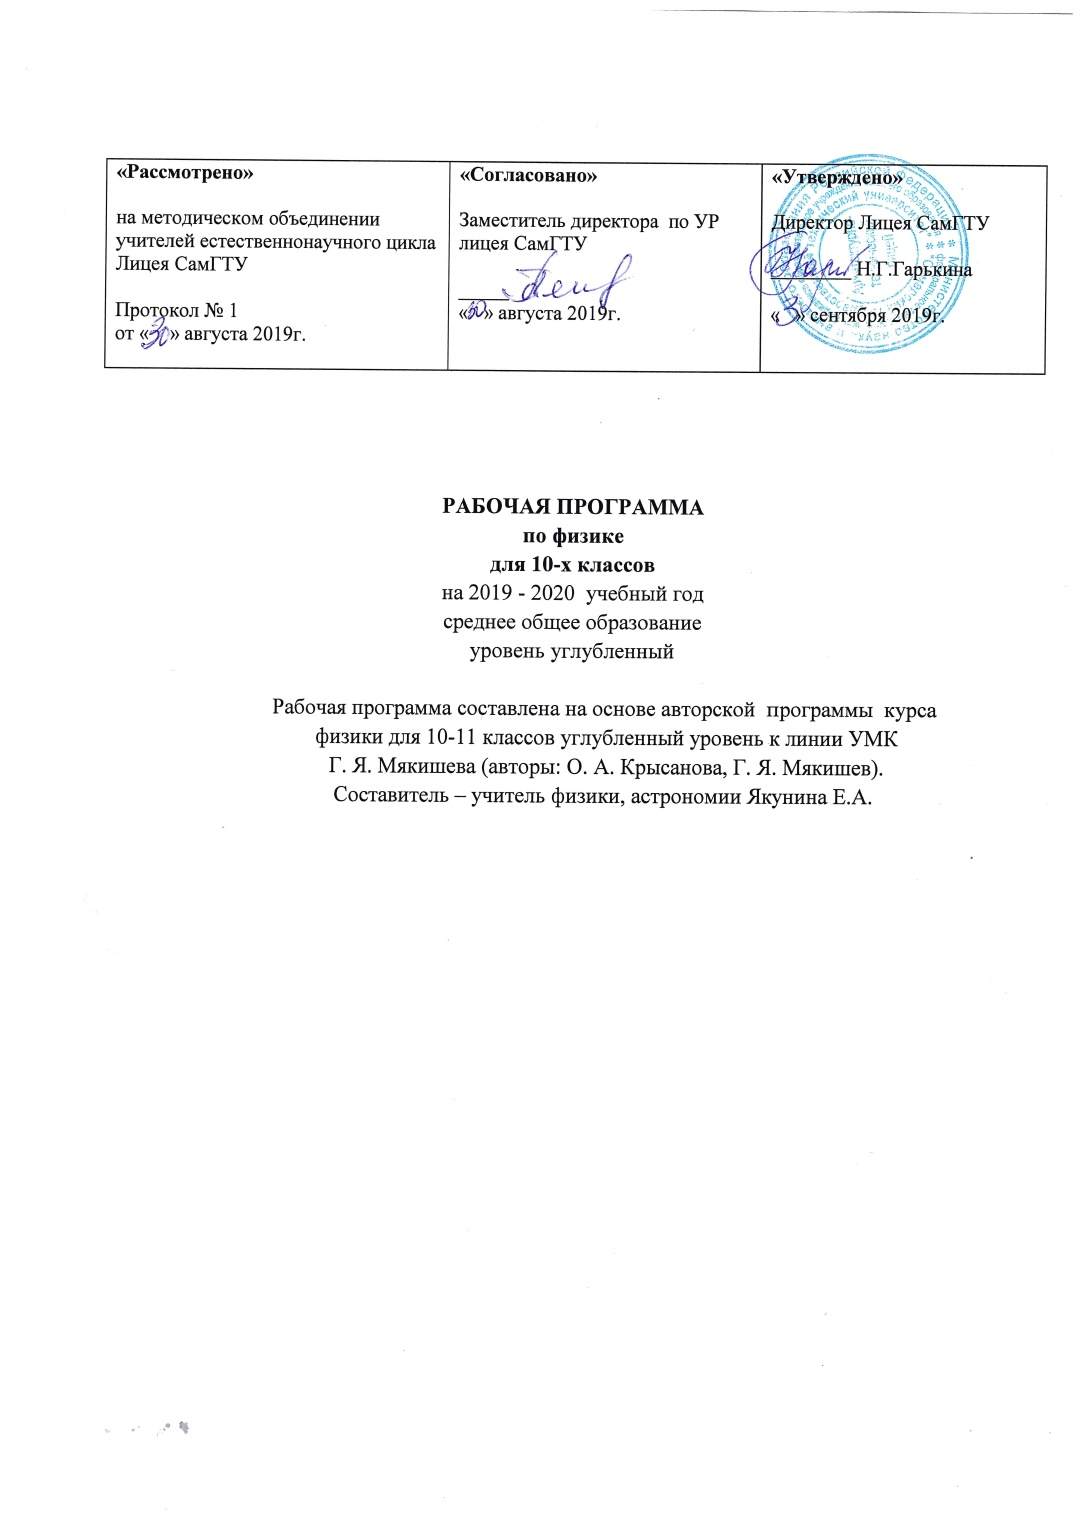 «Рассмотрено»
на методическом объединении
учителей естественнонаучного цикла
Лицея СамГТУ
Протокол № 1
от «30» августа 2019г.
«Согласовано»
Заместитель директора по УР
лицея СамГТУ
«30» августа 2019г.
«Утверждено»
Директор Лицея СамГТУ
Н.Г.Гарькина
«3» сентября 2019г.
РАБОЧАЯ ПРОГРАММА
по физике
для 10-х классов
на 2019 - 2020 учебный год
среднее общее образование
уровень углубленный
Рабочая программа составлена на основе авторской программы курса
физики для 10-11 классов углубленный уровень к линии УМК
Г. Я. Мякишева (авторы: О. А. Крысанова, Г. Я. Мякишев).
Составитель – учитель физики, астрономии Якунина Е.А.